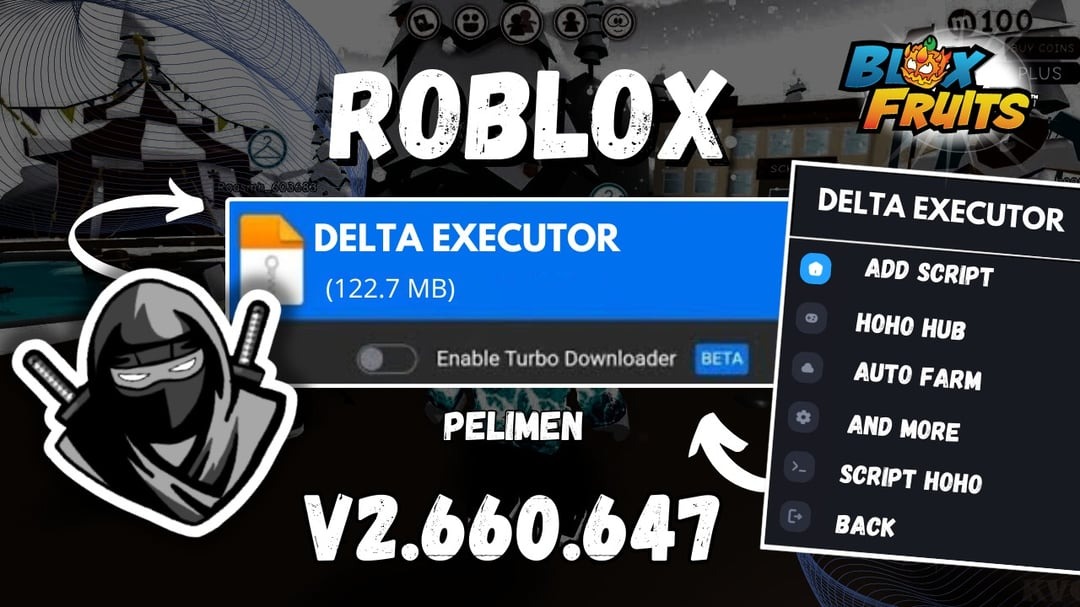 100
BUY COINS
PLUS
BLOX
FRUITS™
ROBLOX
DELTA EXECUTOR
(122.7 MB)
Enable Turbo Downloader
BETA
PELIMEN
V2.660.647
DELTA EXECUTOR
ADD SCRIPT
HOHO HUB
AUTO FARM
AND MORE
SCRIPT HOHO
BACK